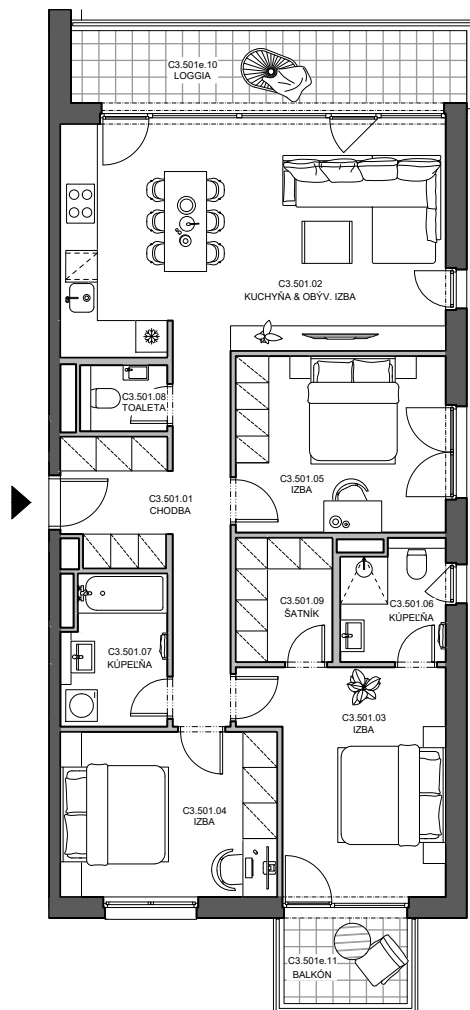 C3.501e.10
LOGGIA
C3.501.02
KUCHYŇA & OBÝV. IZBA
C3.501.08
TOALETA
C3.501.05
IZBA
C3.501.01
CHODBA
C3.501.09
ŠATNÍK
C3.501.06
KÚPEĽŇA
C3.501.07
KÚPEĽŇA
C3.501.03
IZBA
C3.501.04
IZBA
C3.501e.11
BALKÓN